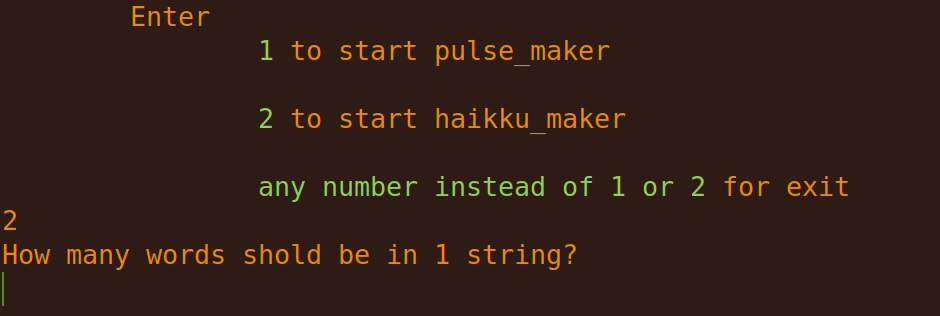 Enter
1 to start pulse_maker
2 to start haikku_maker
any number instead of 1 or 2 for exit
2
How many words shold be in 1 string?